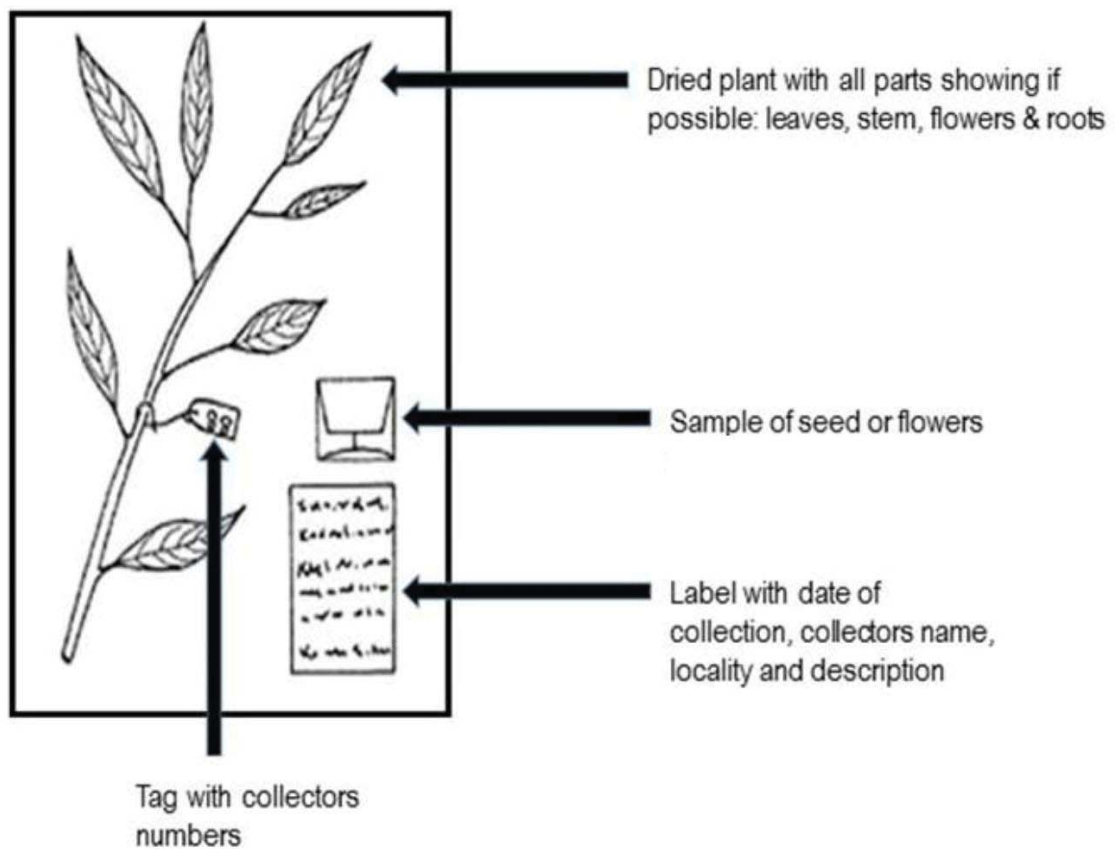 Dried plant with all parts showing if
possible: leaves, stem, flowers & roots
88
Sample of seed or flowers
Label with date of
collection, collectors name,
locality and description
Tag with collectors
numbers